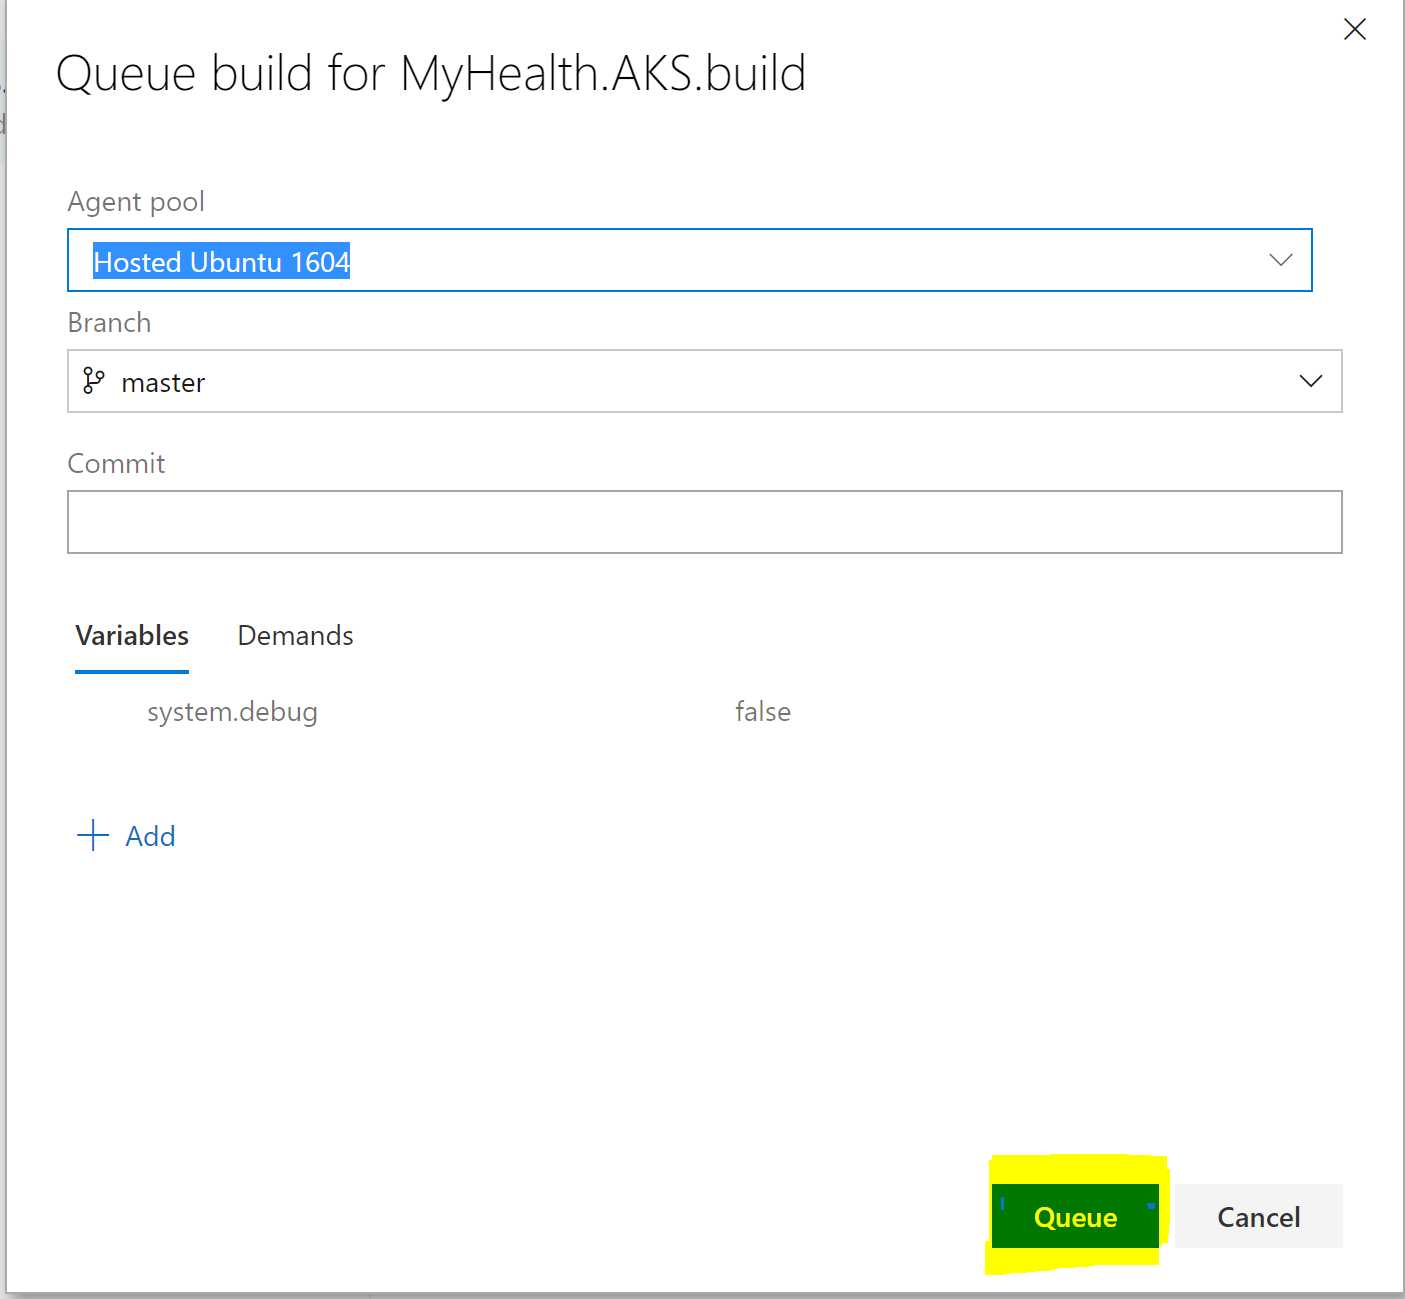 Queue build for MyHealth.AKS.build
Agent pool
Hosted Ubuntu 1604
Branch
master
Commit
Variables Demands
system.debug false
Add
Queue Cancel